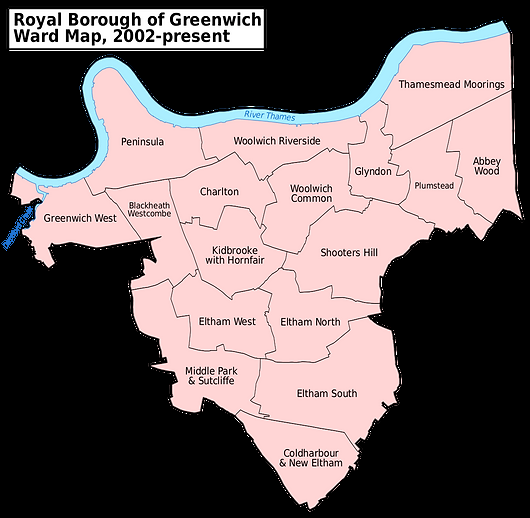 Royal Borough of Greenwich
Ward Map, 2002-present
Thamesmead Moorings
River Thames
Peninsula
Woolwich Riverside
Abbey
Wood
Glyndon
Plumstead
Charlton
Woolwich
Common
Blackheath
Westcombe
Greenwich West
Kidbrooke
with Hornfair
Shooters Hill
Eltham West
Eltham North
Middle Park
& Sutcliffe
Eltham South
Coldharbour
& New Eltham